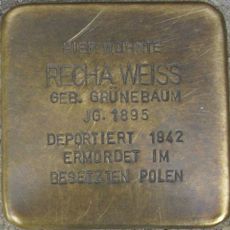 HIER WOHNTE
RECHA WEISS
GEB. GRÜNEBAUM
JG. 1895
DEPORTIERT 1942
ERMORDET IM
BESETZTEN POLEN